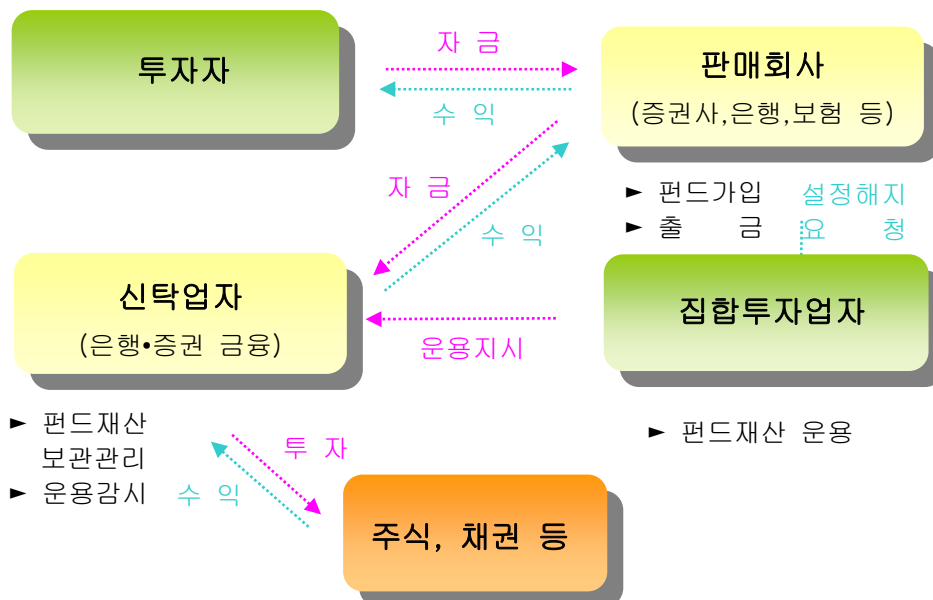 투자자
자 금
수 익
판매회사
(증권사,은행,보험 등)
► 펀드가입
► 출 금
설정해지
요 청
자 금
수 익
신탁업자
(은행•증권 금융)
운용지시
집합투자업자
► 펀드재산
보관관리
► 운용감시
► 펀드재산 운용
투 자
수 익
주식, 채권 등